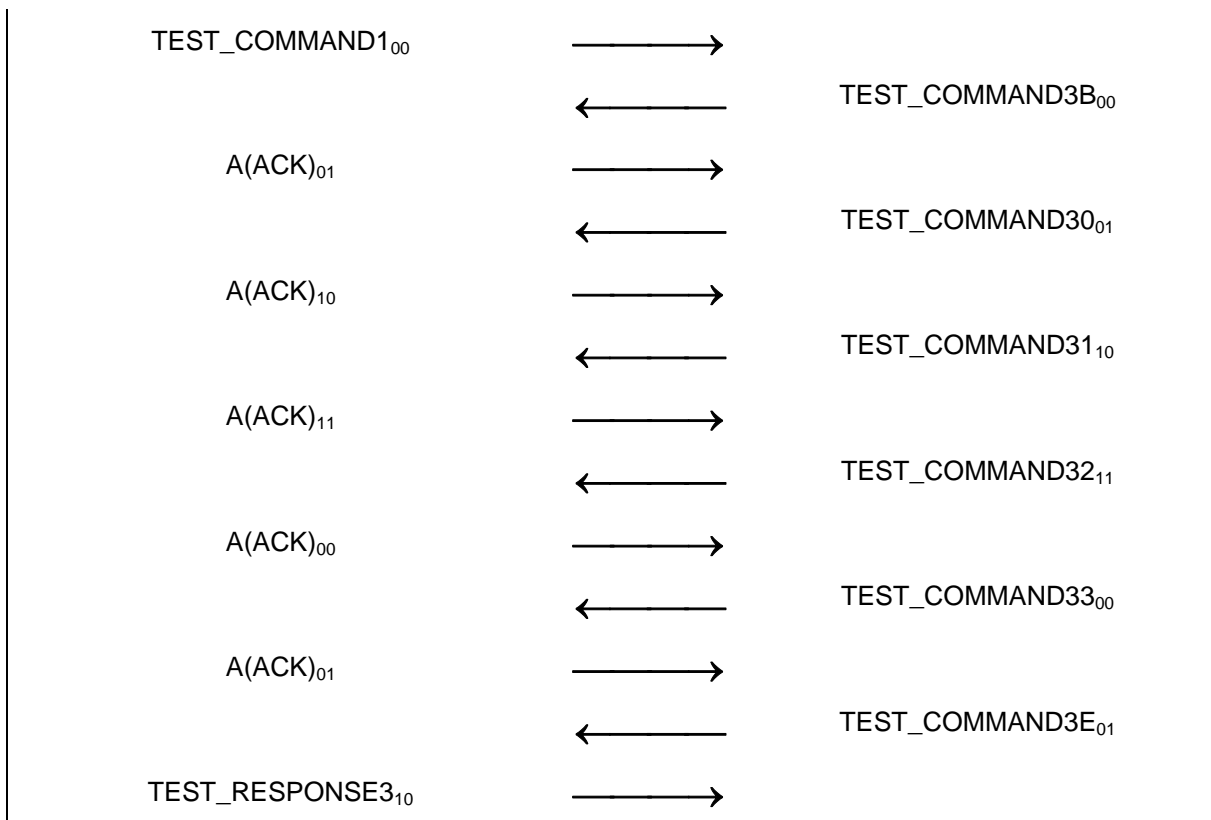 TEST_COMMAND1₀₀
TEST_COMMAND3B₀₀
A(ACK)₀₁
TEST_COMMAND30₀₁
A(ACK)₁₀
TEST_COMMAND31₁₀
A(ACK)₁₁
TEST_COMMAND32₁₁
A(ACK)₀₀
TEST_COMMAND33₀₀
A(ACK)₀₁
TEST_COMMAND3E₀₁
TEST_RESPONSE3₁₀